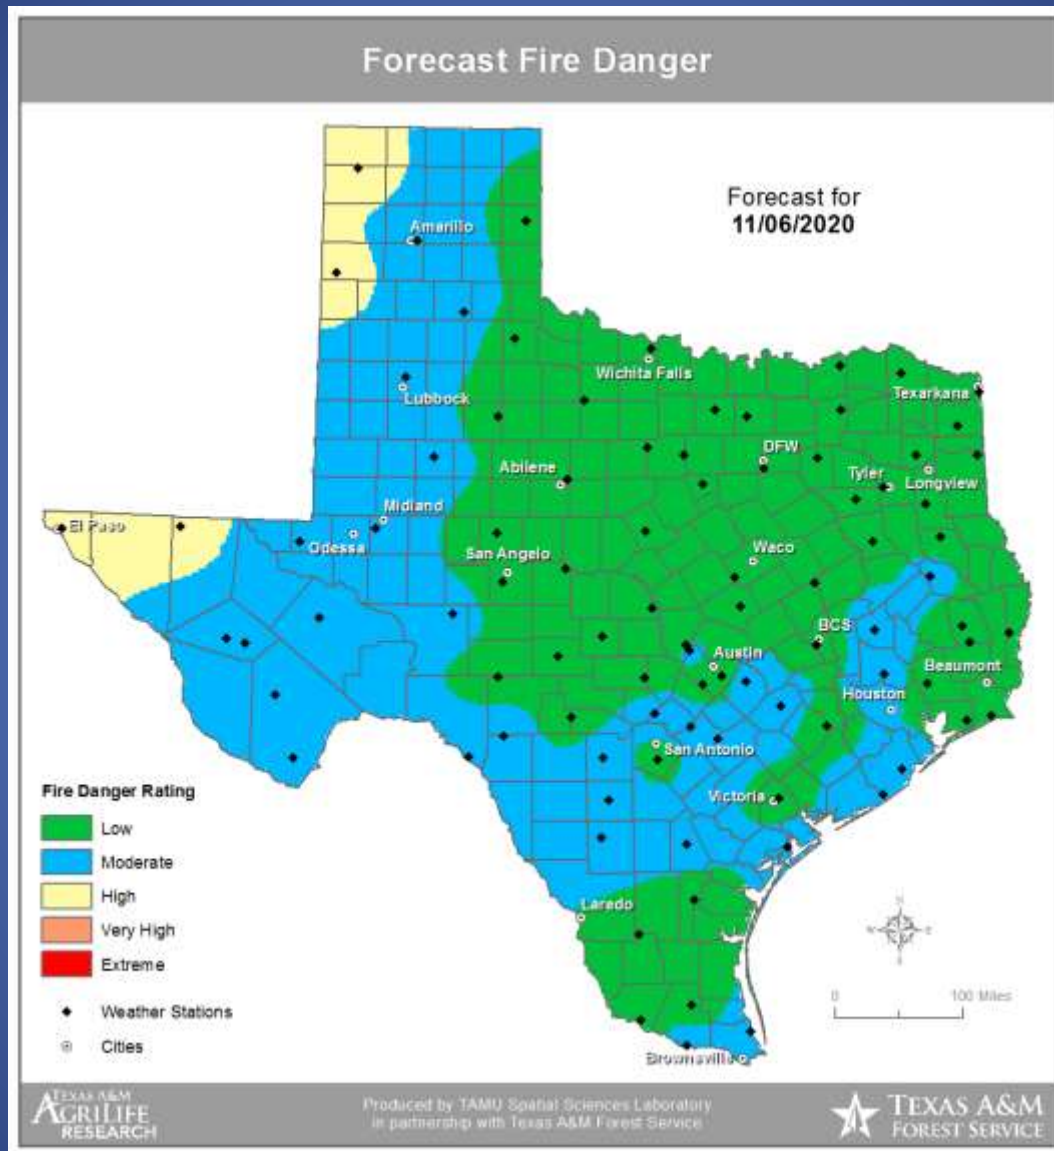 Forecast Fire Danger
Forecast for
11/06/2020
Amarillo
Wichita Falls
Texarkana
Lubbock
DFW
Abilene
Tyler
Longview
Midland
El Paso
Odessa
San Angelo
Waco
BCS
Austin
Beaumont
Houston
San Antonio
Victoria
Laredo
Brownsville
Fire Danger Rating
Low
Moderate
High
Very High
Extreme
Weather Stations
Cities
N
W E
S
0 100 Miles
TEXAS A&M
AGRILIFE
RESEARCH
Produced by TAMU Spatial Sciences Laboratory
in partnership with Texas A&M Forest Service
TEXAS A&M
FOREST SERVICE